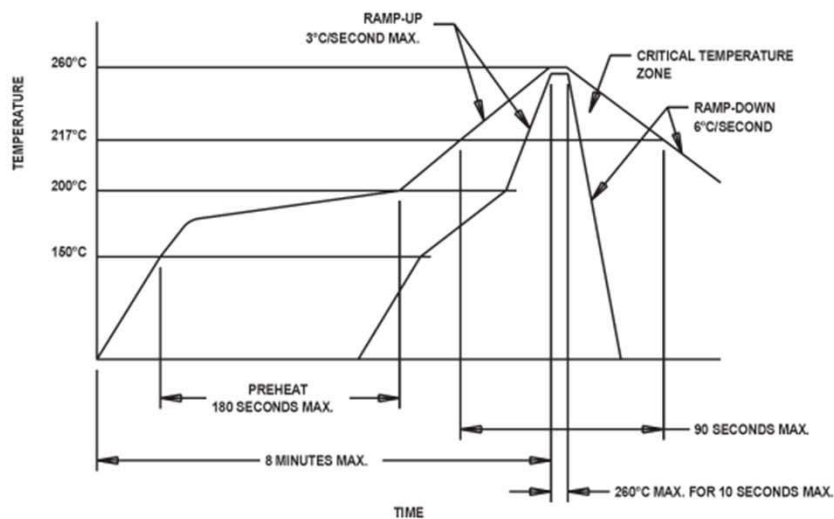 RAMP-UP
3°C/SECOND MAX.
260°C
CRITICAL TEMPERATURE
ZONE
RAMP-DOWN
6°C/SECOND
217°C
TEMPERATURE
200°C
150°C
PREHEAT
180 SECONDS MAX.
90 SECONDS MAX.
8 MINUTES MAX.
260°C MAX. FOR 10 SECONDS MAX.
TIME